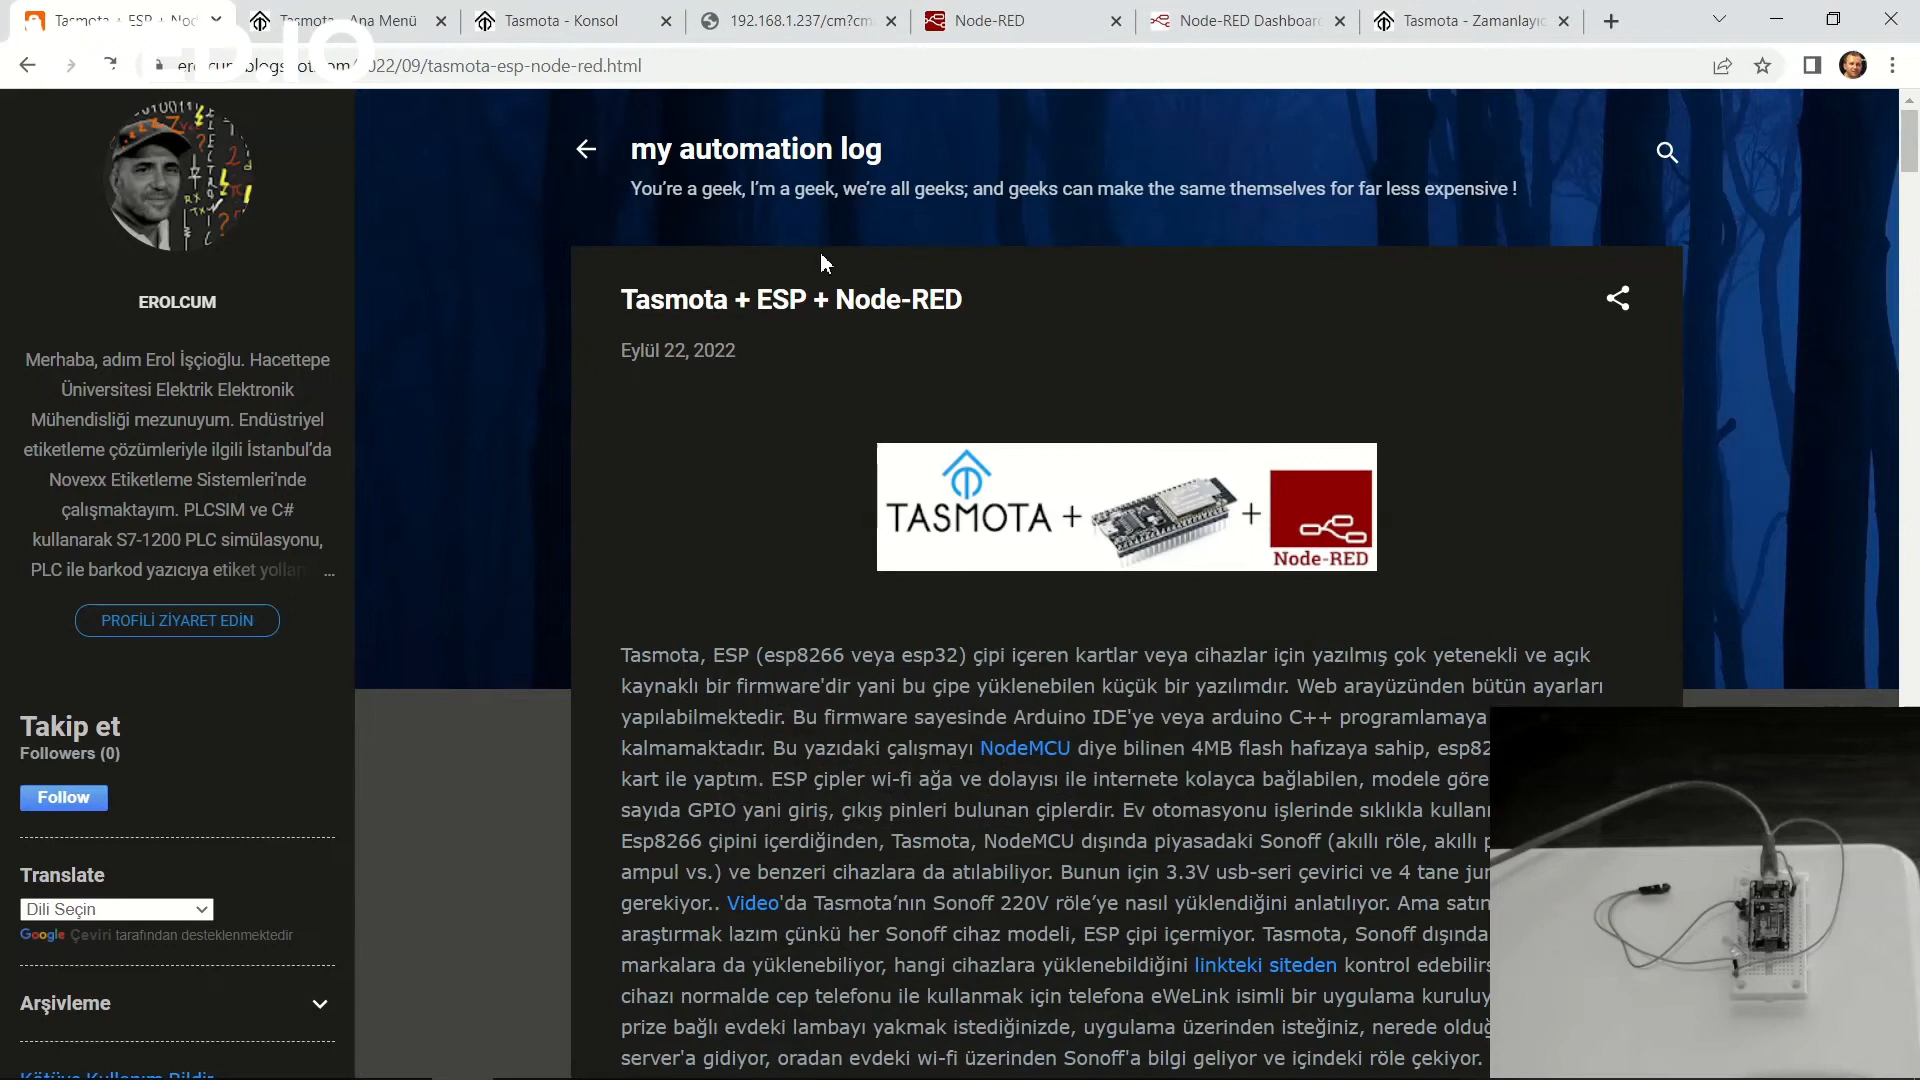 Tasmota - Ana Menü
Tasmota - Konsol
192.168.1.237/cm?cm
Node-RED
Node-RED Dashboar
Tasmota - Zamanlayıc
022/09/tasmota-esp-node-red.html
my automation log
You're a geek, I'm a geek, we're all geeks; and geeks can make the same themselves for far less expensive !
EROLCUM
Merhaba, adım Erol İşçioğlu. Hacettepe
Üniversitesi Elektrik Elektronik
Mühendisliği mezunuyum. Endüstriyel
etiketleme çözümleriyle ilgili İstanbul'da
Novexx Etiketleme Sistemleri'nde
çalışmaktayım. PLCSIM ve C#
kullanarak S7-1200 PLC simülasyonu,
PLC ile barkod yazıcıya etiket yollan ...
PROFİLİ ZİYARET EDİN
Takip et
Followers (0)
Follow
Translate
Dili Seçin
Google Çeviri tarafından desteklenmektedir
Arşivleme
Kötüye Kullanım Bildir
Tasmota + ESP + Node-RED
Eylül 22, 2022
TASMOTA + + Node-RED
Tasmota, ESP (esp8266 veya esp32) çipi içeren kartlar veya cihazlar için yazılmış çok yetenekli ve açık
kaynaklı bir firmware'dir yani bu çipe yüklenebilen küçük bir yazılımdır. Web arayüzünden bütün ayarları
yapılabilmektedir. Bu firmware sayesinde Arduino IDE'ye veya arduino C++ programlamaya
kalmamaktadır. Bu yazıdaki çalışmayı NodeMCU diye bilinen 4MB flash hafızaya sahip, esp82
kart ile yaptım. ESP çipler wi-fi ağa ve dolayısı ile internete kolayca bağlabilen, modele göre
sayıda GPIO yani giriş, çıkış pinleri bulunan çiplerdir. Ev otomasyonu işlerinde sıklıkla kullanı
Esp8266 çipini içerdiğinden, Tasmota, NodeMCU dışında piyasadaki Sonoff (akıllı röle, akıllı p
ampul vs.) ve benzeri cihazlara da atılabiliyor. Bunun için 3.3V usb-seri çevirici ve 4 tane jum
gerekiyor.. Video'da Tasmota'nın Sonoff 220V röle'ye nasıl yüklendiğini anlatılıyor. Ama satın
araştırmak lazım çünkü her Sonoff cihaz modeli, ESP çipi içermiyor. Tasmota, Sonoff dışında
markalara da yüklenebiliyor, hangi cihazlara yüklenebildiğini linkteki siteden kontrol edebilirs
cihazı normalde cep telefonu ile kullanmak için telefona eWeLink isimli bir uygulama kuruluy
prize bağlı evdeki lambayı yakmak istediğinizde, uygulama üzerinden isteğiniz, nerede olduğ
server'a gidiyor, oradan evdeki wi-fi üzerinden Sonoff'a bilgi geliyor ve içindeki röle çekiyor.